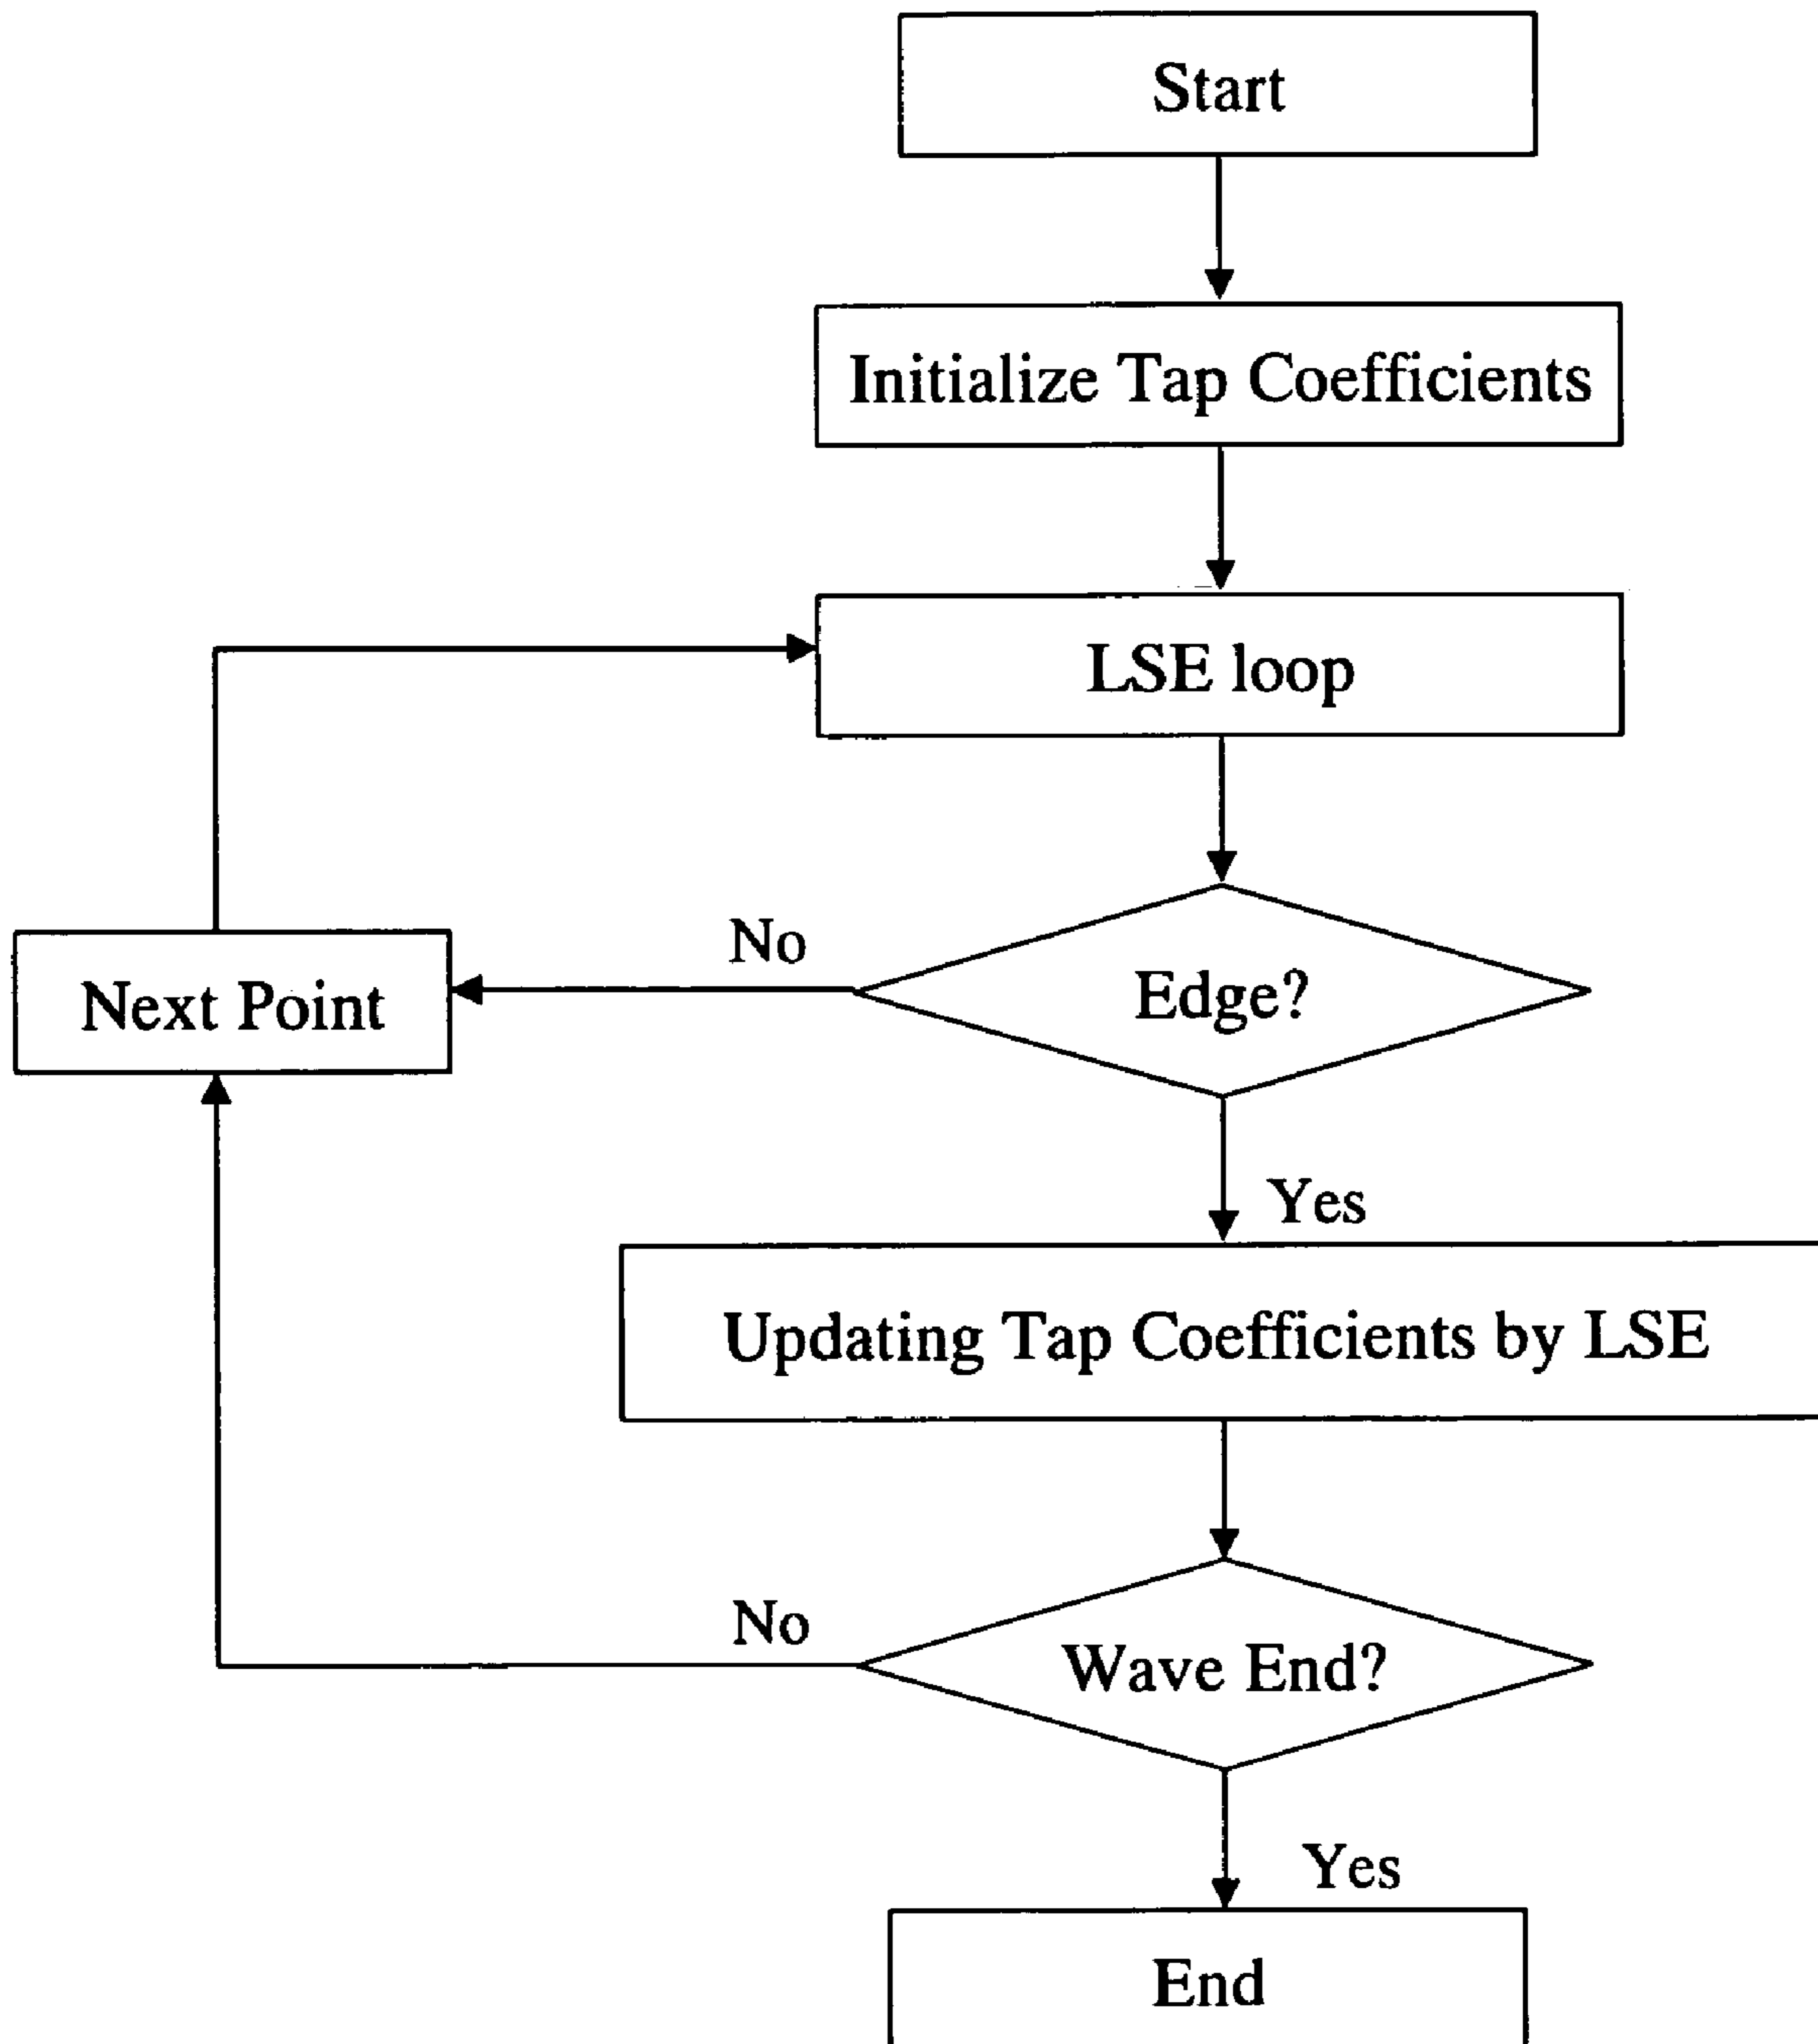 Start
Initialize Tap Coefficients
LSE loop
No
Edge?
Next Point
Yes
Updating Tap Coefficients by LSE
No
Wave End?
Yes
End